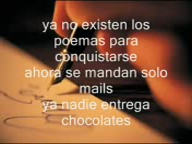 ya no existen los
poemas para
conquistarse
ahora se mandan solo
mails
ya nadie entrega
chocolates